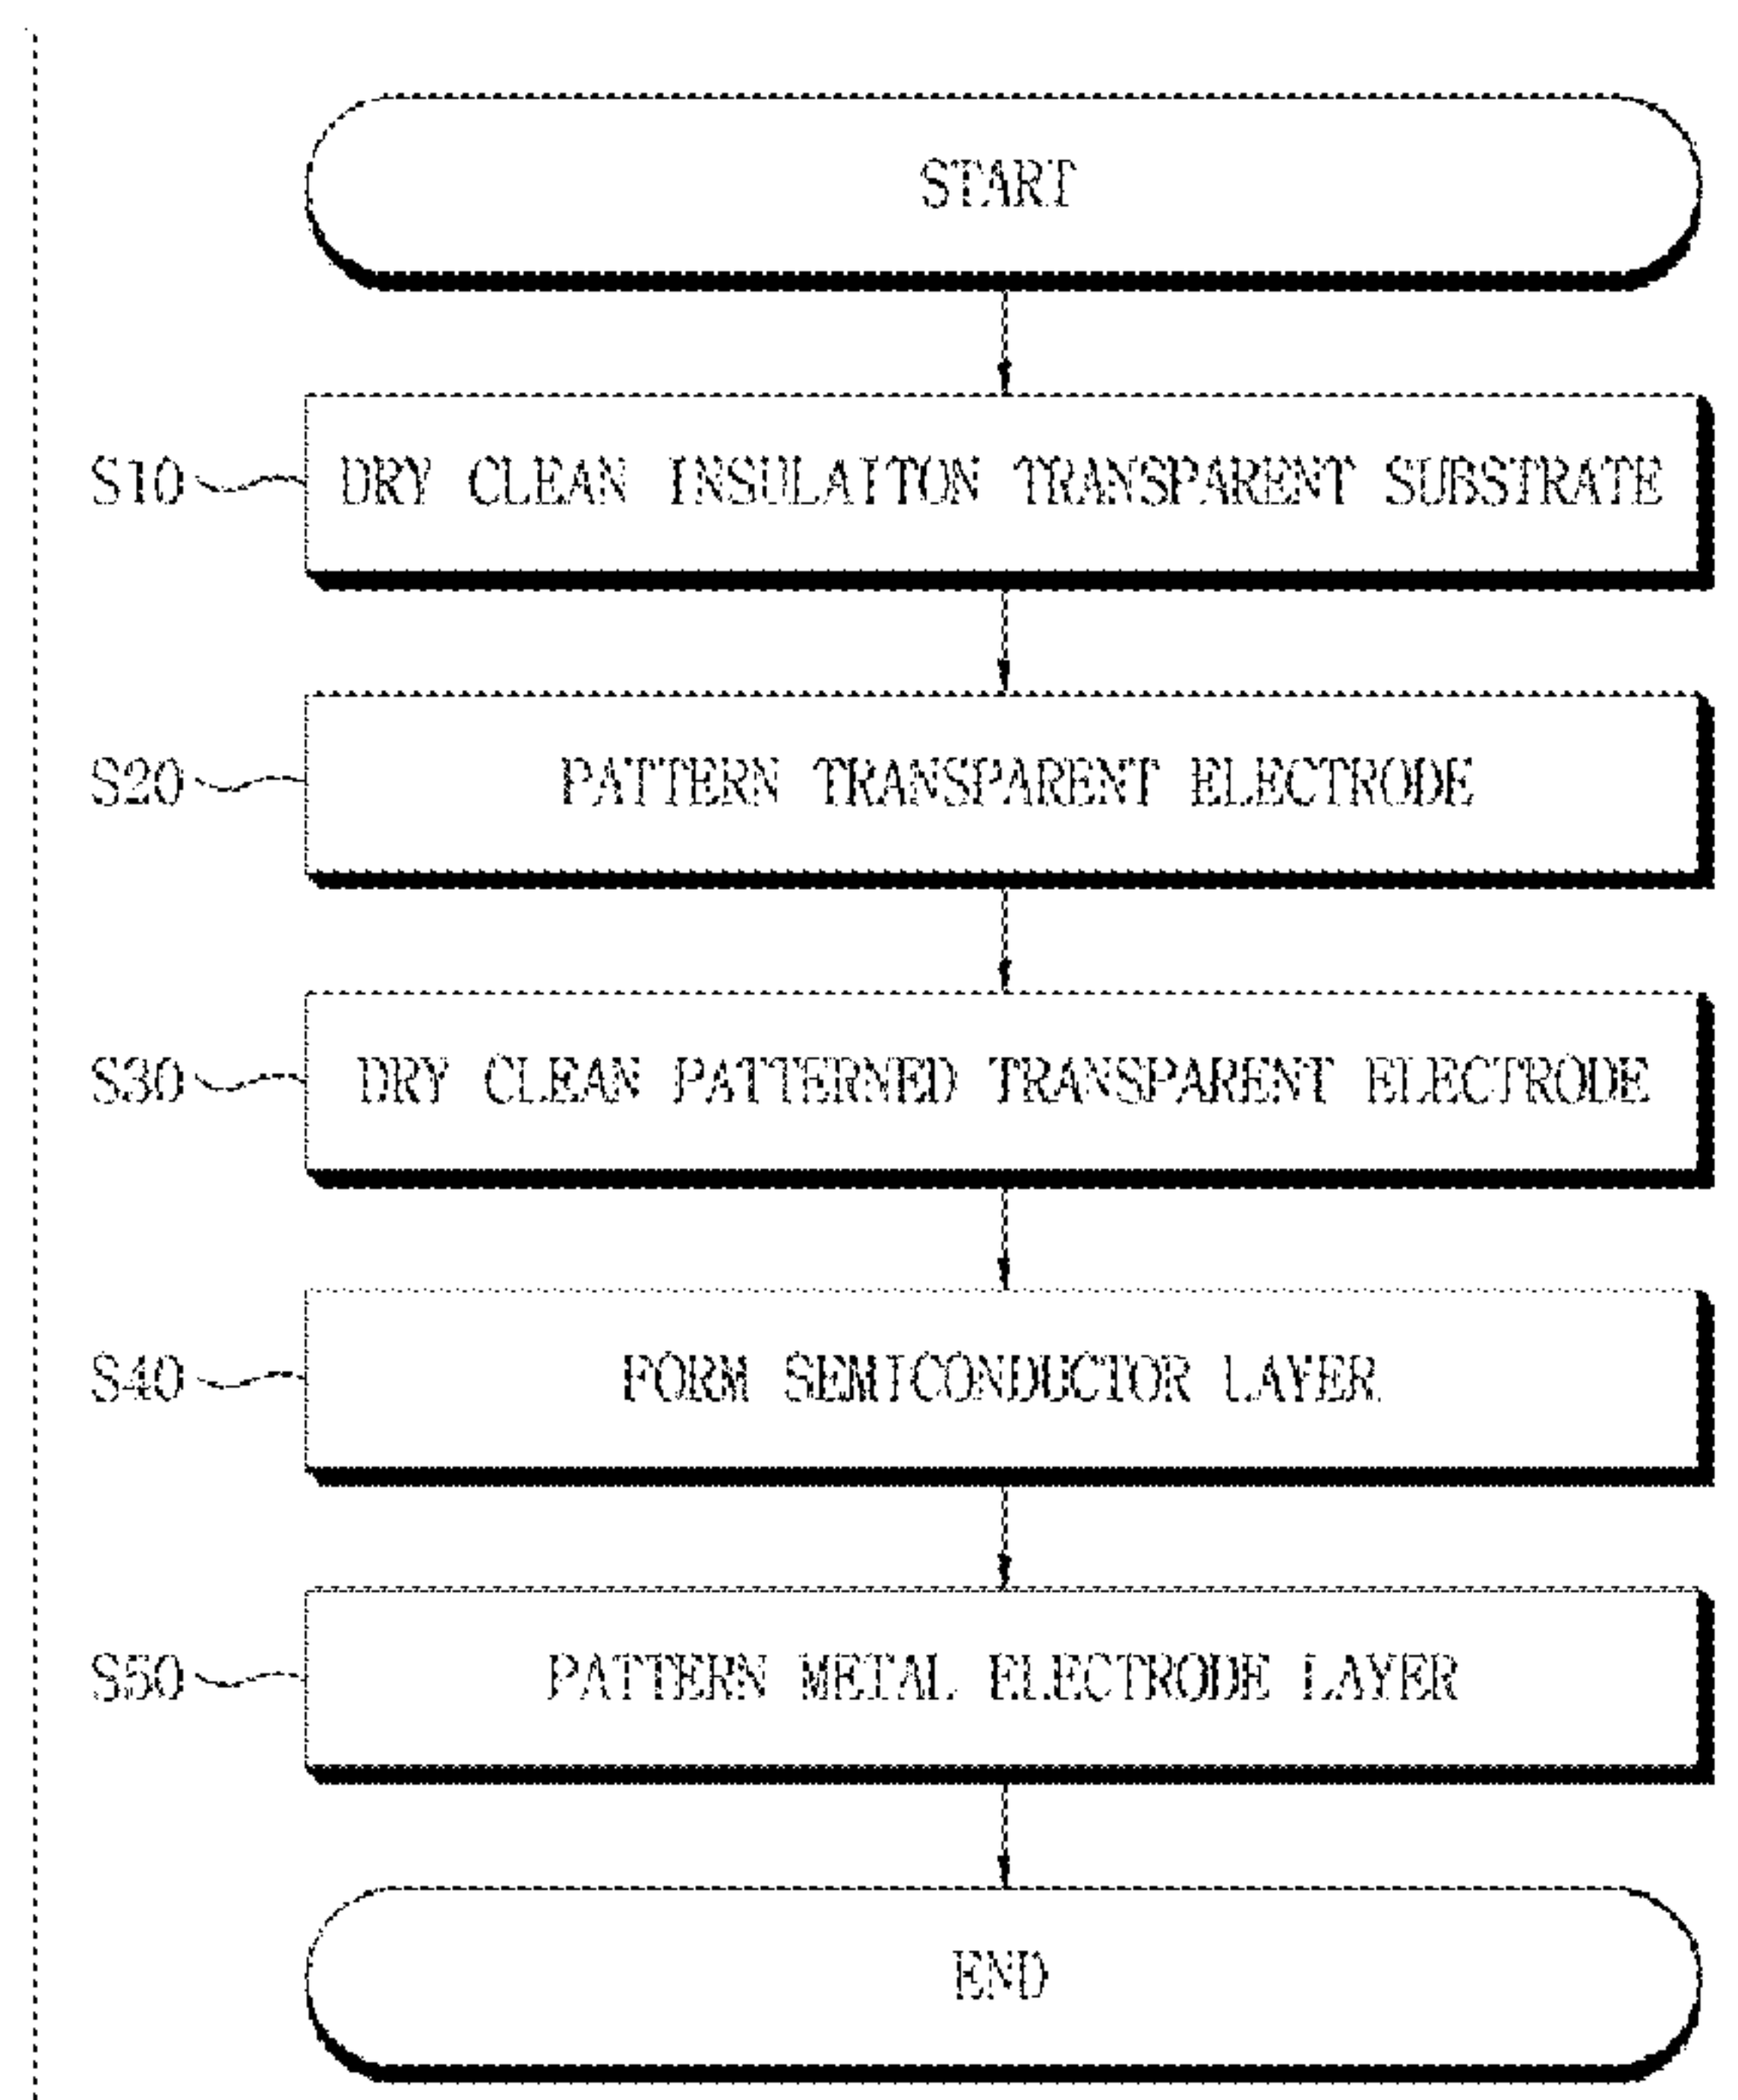 START
S10 DRY CLEAN INSULAITON TRANSPARENT SUBSTRATE
S20 PATTERN TRANSPARENT ELECTRODE
S30 DRY CLEAN PATTERNED TRANSPARENT ELECTRODE
S40 FORM SEMICONDUCTOR LAYER
S50 PATTERN METAL ELECTRODE LAYER
END